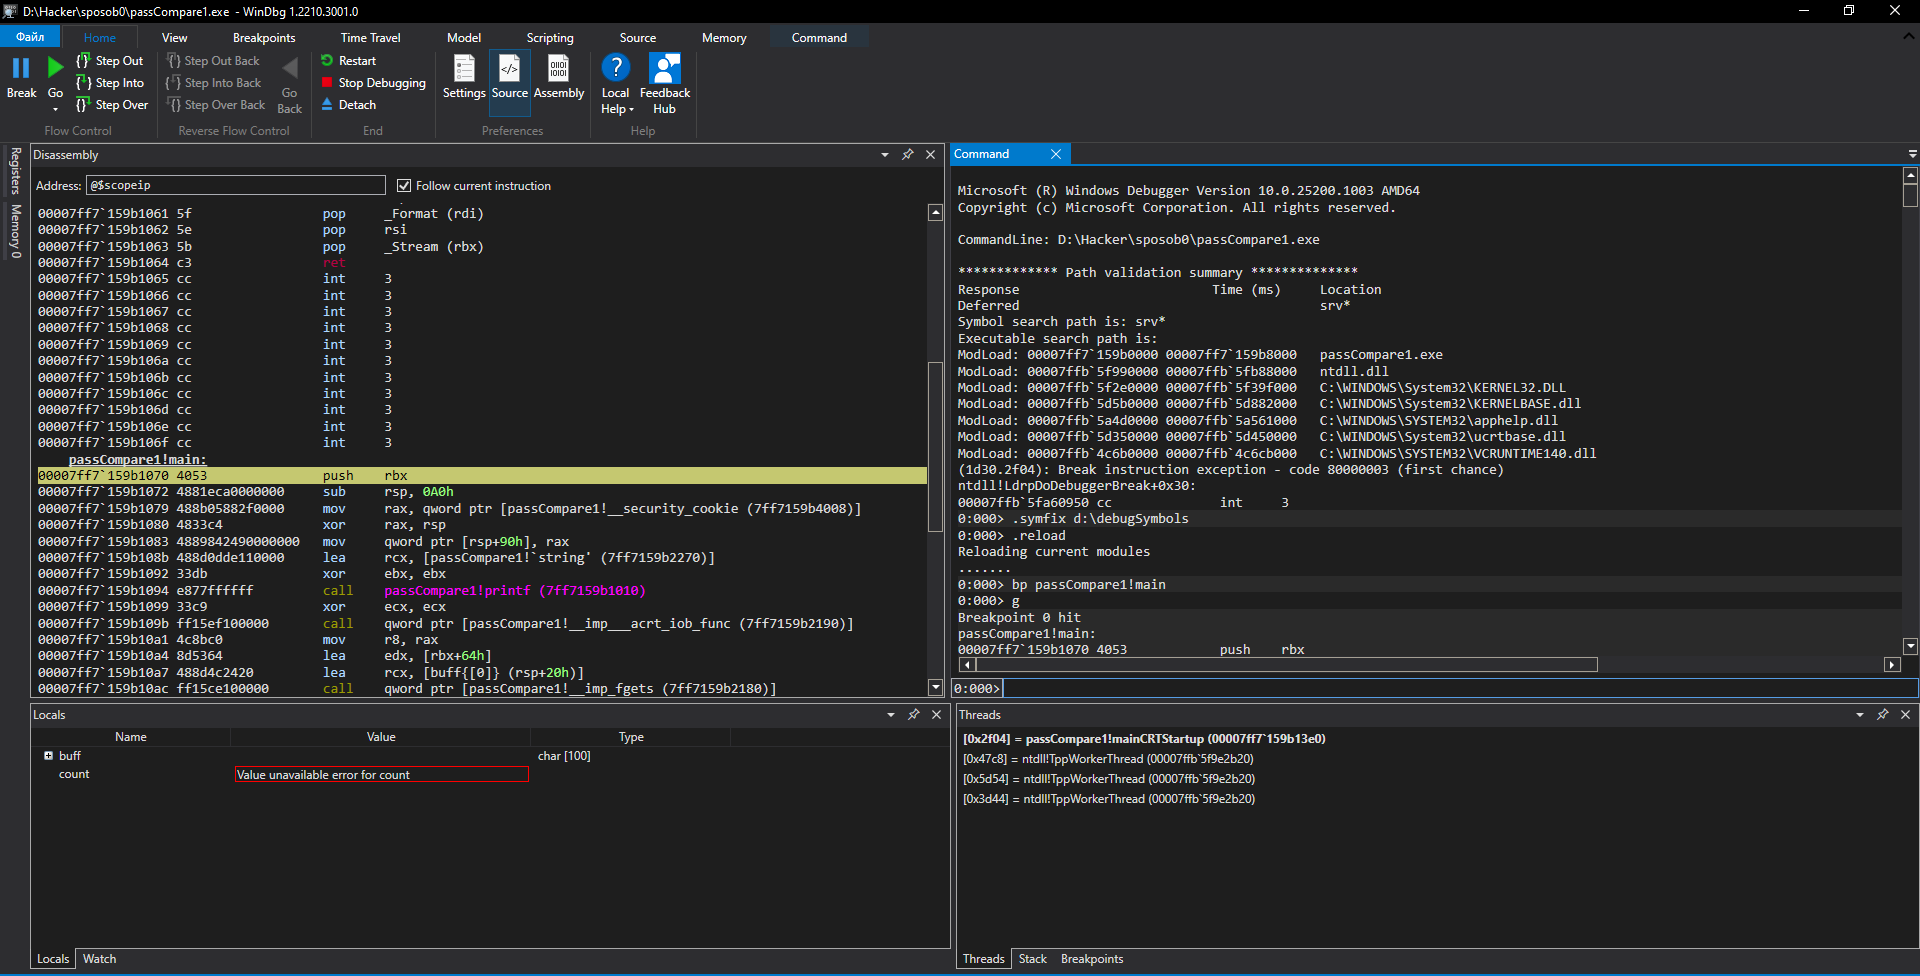 D:\Hacker\sposob0\passCompare1.exe - WinDbg 1.2210.3001.0
Файл Home View Breakpoints Time Travel Model Scripting Source Memory Command
Break
Go
Step Out
Step Into
Step Over
Flow Control
Step Out Back
Step Into Back
Step Over Back
Go Back
Reverse Flow Control
Restart
Stop Debugging
Detach
End
Settings Source Assembly
Preferences
Local Help
Feedback Hub
Help
Registers
Memory 0
Disassembly
Address: @$scopeip Follow current instruction
00007ff7`159b1061 5f pop _Format (rdi)
00007ff7`159b1062 5e pop rsi
00007ff7`159b1063 5b pop _Stream (rbx)
00007ff7`159b1064 c3 ret
00007ff7`159b1065 cc int 3
00007ff7`159b1066 cc int 3
00007ff7`159b1067 cc int 3
00007ff7`159b1068 cc int 3
00007ff7`159b1069 cc int 3
00007ff7`159b106a cc int 3
00007ff7`159b106b cc int 3
00007ff7`159b106c cc int 3
00007ff7`159b106d cc int 3
00007ff7`159b106e cc int 3
00007ff7`159b106f cc int 3
passCompare1!main:
00007ff7`159b1070 4053 push rbx
00007ff7`159b1072 4881eca0000000 sub rsp, 0A0h
00007ff7`159b1079 488b05882f0000 mov rax, qword ptr [passCompare1!__security_cookie (7ff7159b4008)]
00007ff7`159b1080 4833c4 xor rax, rsp
00007ff7`159b1083 4889842490000000 mov qword ptr [rsp+90h], rax
00007ff7`159b108b 488d0dde110000 lea rcx, [passCompare1!`string' (7ff7159b2270)]
00007ff7`159b1092 33db xor ebx, ebx
00007ff7`159b1094 e877ffffff call passCompare1!printf (7ff7159b1010)
00007ff7`159b1099 33c9 xor ecx, ecx
00007ff7`159b109b ff15ef100000 call qword ptr [passCompare1!__imp___acrt_iob_func (7ff7159b2190)]
00007ff7`159b10a1 4c8bc0 mov r8, rax
00007ff7`159b10a4 8d5364 lea edx, [rbx+64h]
00007ff7`159b10a7 488d4c2420 lea rcx, [buff{[0]} (rsp+20h)]
00007ff7`159b10ac ff15ce100000 call qword ptr [passCompare1!__imp_fgets (7ff7159b2180)]
Command
Microsoft (R) Windows Debugger Version 10.0.25200.1003 AMD64
Copyright (c) Microsoft Corporation. All rights reserved.
CommandLine: D:\Hacker\sposob0\passCompare1.exe
************* Path validation summary **************
Response Time (ms) Location
Deferred srv*
Symbol search path is: srv*
Executable search path is:
ModLoad: 00007ff7`159b0000 00007ff7`159b8000 passCompare1.exe
ModLoad: 00007ffb`5f990000 00007ffb`5fb88000 ntdll.dll
ModLoad: 00007ffb`5f2e0000 00007ffb`5f39f000 C:\WINDOWS\System32\KERNEL32.DLL
ModLoad: 00007ffb`5d5b0000 00007ffb`5d882000 C:\WINDOWS\System32\KERNELBASE.dll
ModLoad: 00007ffb`5a4d0000 00007ffb`5a561000 C:\WINDOWS\SYSTEM32\apphelp.dll
ModLoad: 00007ffb`5d350000 00007ffb`5d450000 C:\WINDOWS\System32\ucrtbase.dll
ModLoad: 00007ffb`4c6b0000 00007ffb`4c6cb000 C:\WINDOWS\SYSTEM32\VCRUNTIME140.dll
(1d30.2f04): Break instruction exception - code 80000003 (first chance)
ntdll!LdrpDoDebuggerBreak+0x30:
00007ffb`5fa60950 cc int 3
0:000> .symfix d:\debugSymbols
0:000> .reload
Reloading current modules
.......
0:000> bp passCompare1!main
0:000> g
Breakpoint 0 hit
passCompare1!main:
00007ff7`159b1070 4053 push rbx
0:000>
Locals
Name Value Type
buff char [100]
count Value unavailable error for count
Locals Watch
Threads
[0x2f04] = passCompare1!mainCRTStartup (00007ff7`159b13e0)
[0x47c8] = ntdll!TppWorkerThread (00007ffb`5f9e2b20)
[0x5d54] = ntdll!TppWorkerThread (00007ffb`5f9e2b20)
[0x3d44] = ntdll!TppWorkerThread (00007ffb`5f9e2b20)
Threads Stack Breakpoints